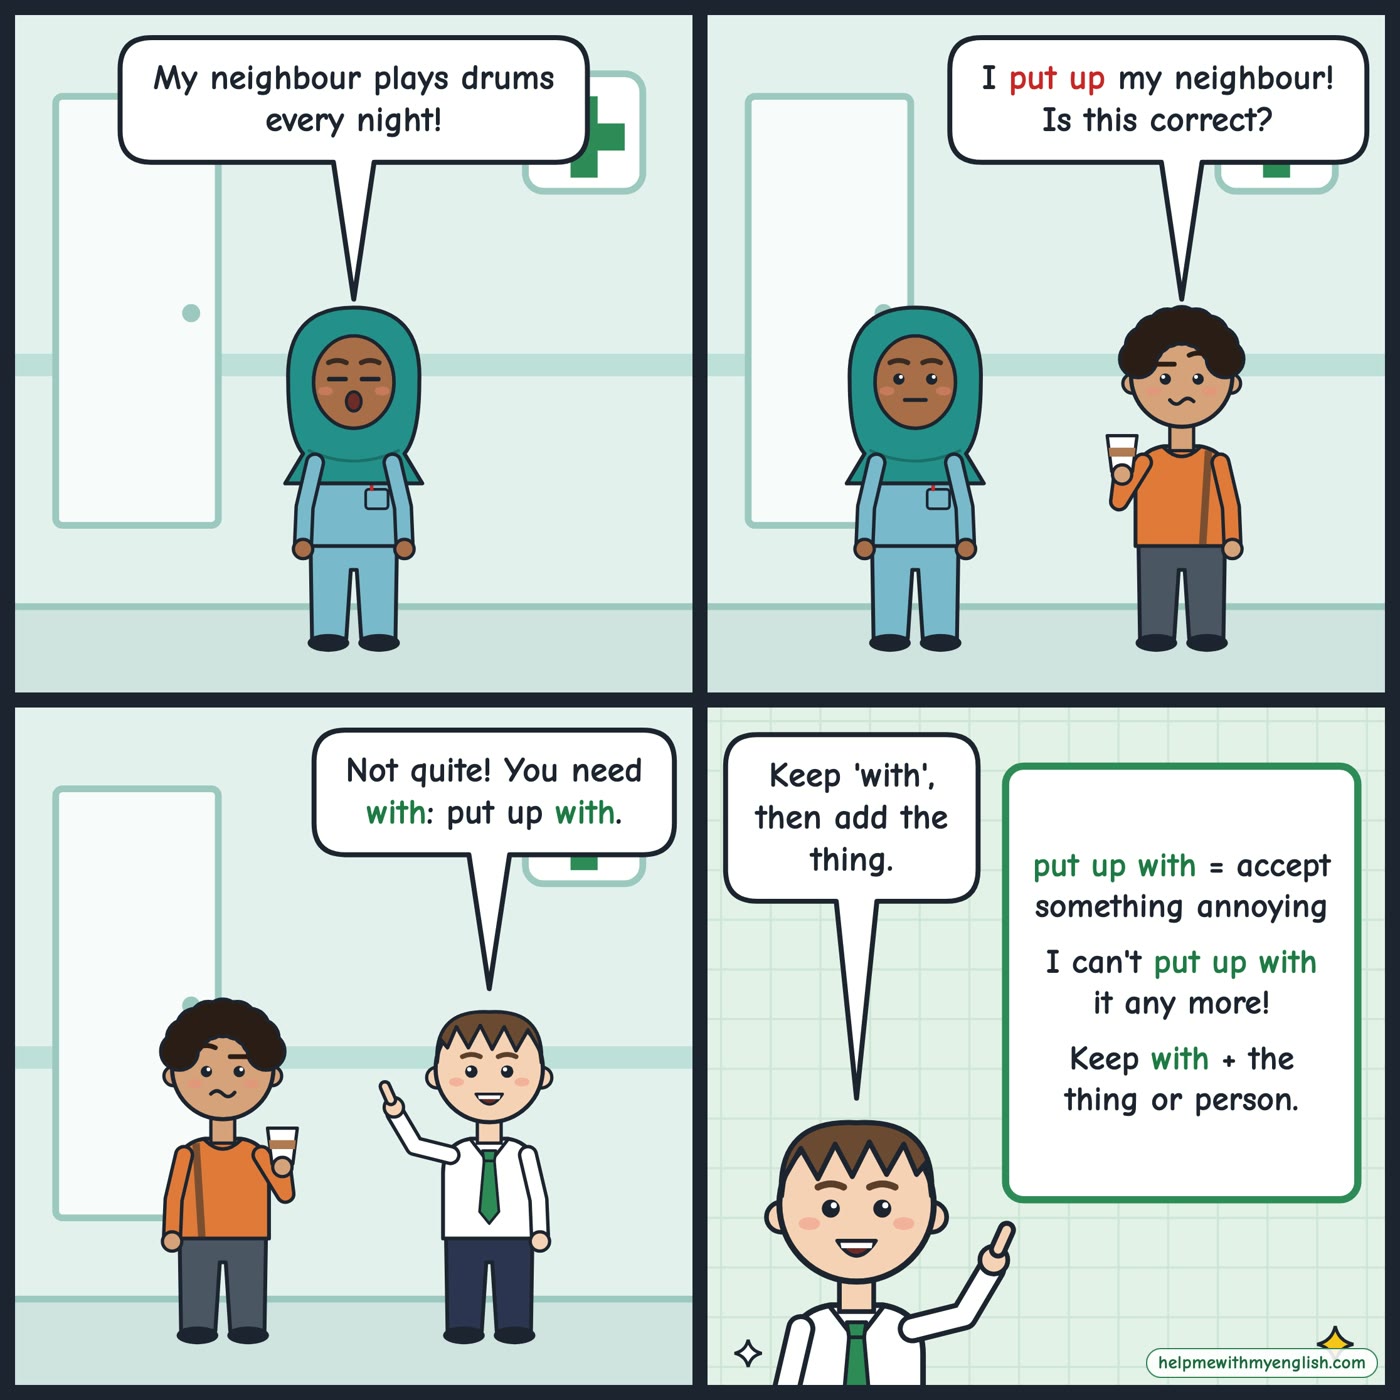 My neighbour plays drums
every night!
I put up my neighbour!
Is this correct?
Not quite! You need
with: put up with.
Keep 'with',
then add the
thing.
put up with = accept
something annoying
I can't put up with
it any more!
Keep with + the
thing or person.
helpmewithmyenglish.com